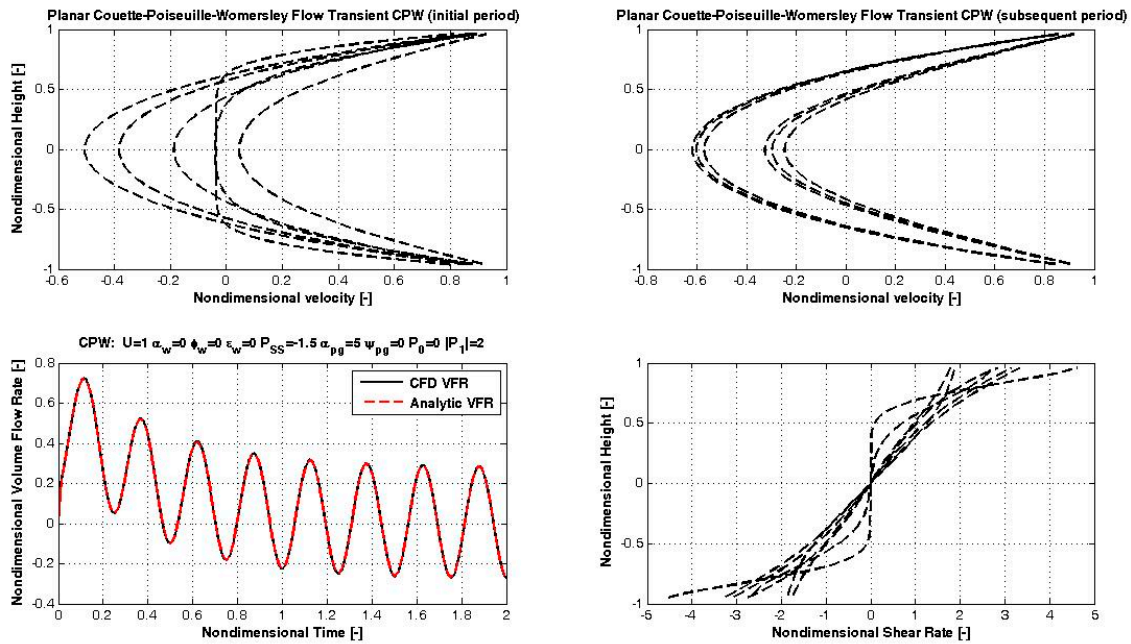 Planar Couette-Poiseuille-Womersley Flow Transient CPW (initial period)
Nondimensional Height [-]
1
0.5
0
-0.5
-1
-0.6 -0.4 -0.2 0 0.2 0.4 0.6 0.8 1
Nondimensional velocity [-]
Planar Couette-Poiseuille-Womersley Flow Transient CPW (subsequent period)
1
0.5
0
-0.5
-1
-0.8 -0.6 -0.4 -0.2 0 0.2 0.4 0.6 0.8 1
Nondimensional velocity [-]
CPW: U=1 α_w=0 ϕ_w=0 ε_w=0 P_SS=-1.5 α_pg=5 ψ_pg=0 P_0=0 |P_1|=2
Nondimensional Volume Flow Rate [-]
0.8
0.6
0.4
0.2
0
-0.2
-0.4
CFD VFR
Analytic VFR
0 0.2 0.4 0.6 0.8 1 1.2 1.4 1.6 1.8 2
Nondimensional Time [-]
Nondimensional Height [-]
1
0.5
0
-0.5
-1
-5 -4 -3 -2 -1 0 1 2 3 4 5
Nondimensional Shear Rate [-]